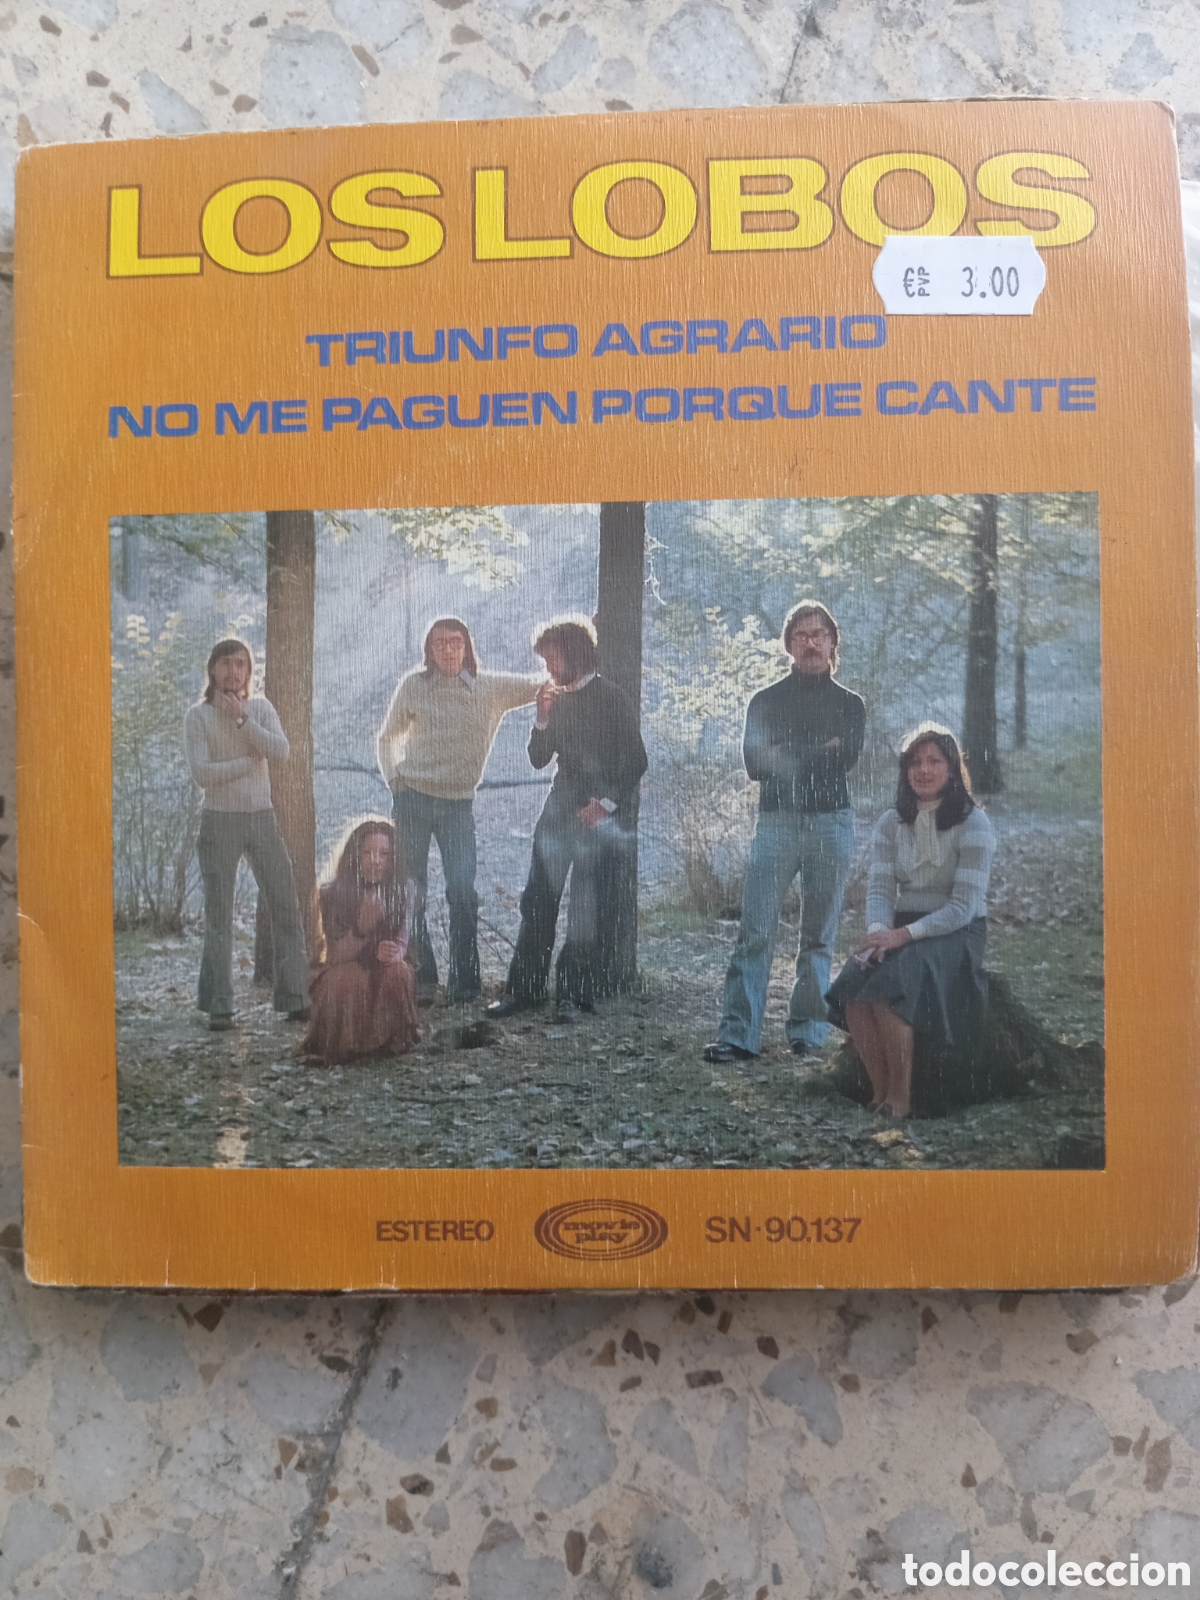 LOS LOBOS
€ PVP 3.00
TRIUNFO AGRARIO
NO ME PAGUEN PORQUE CANTE
ESTEREO
movie
play
SN-90.137
todocoleccion